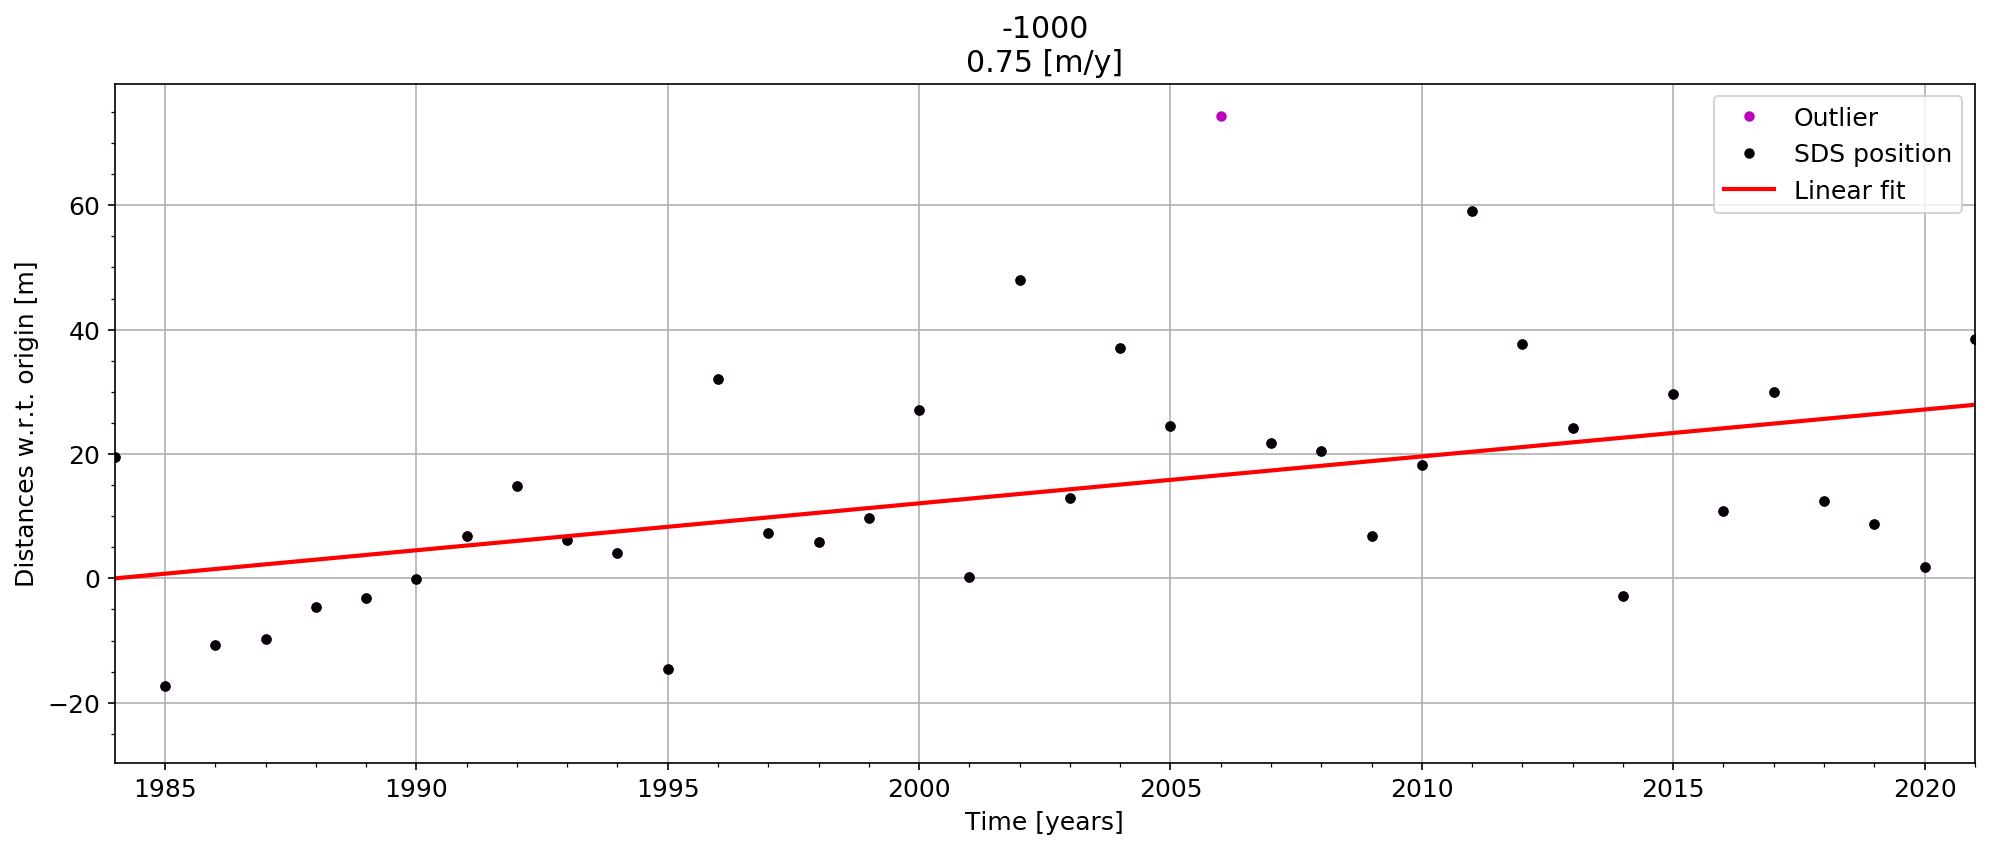 -1000
0.75 [m/y]
Outlier
SDS position
Linear fit
Distances w.r.t. origin [m]
60
40
20
0
−20
1985 1990 1995 2000 2005 2010 2015 2020
Time [years]